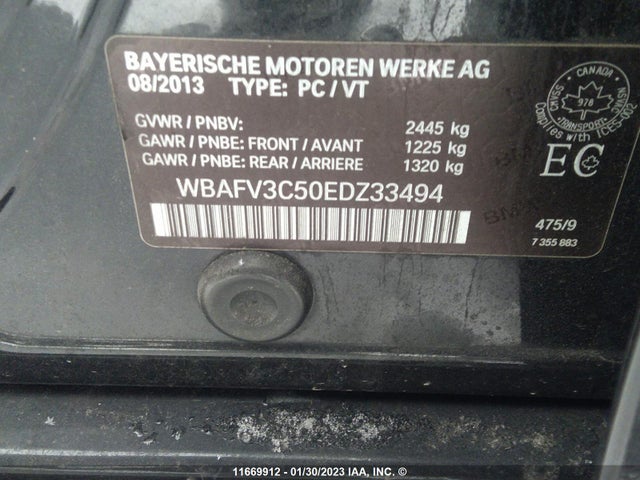 BAYERISCHE MOTOREN WERKE AG
08/2013 TYPE: PC / VT
GVWR / PNBV: 2445 kg
GAWR / PNBE: FRONT / AVANT 1225 kg
GAWR / PNBE: REAR / ARRIERE 1320 kg
WBAFV3C50EDZ33494
CANADA
978
TRANSPORT
EC
475/9
7 355 883
11669912 - 01/30/2023 IAA, INC. ©